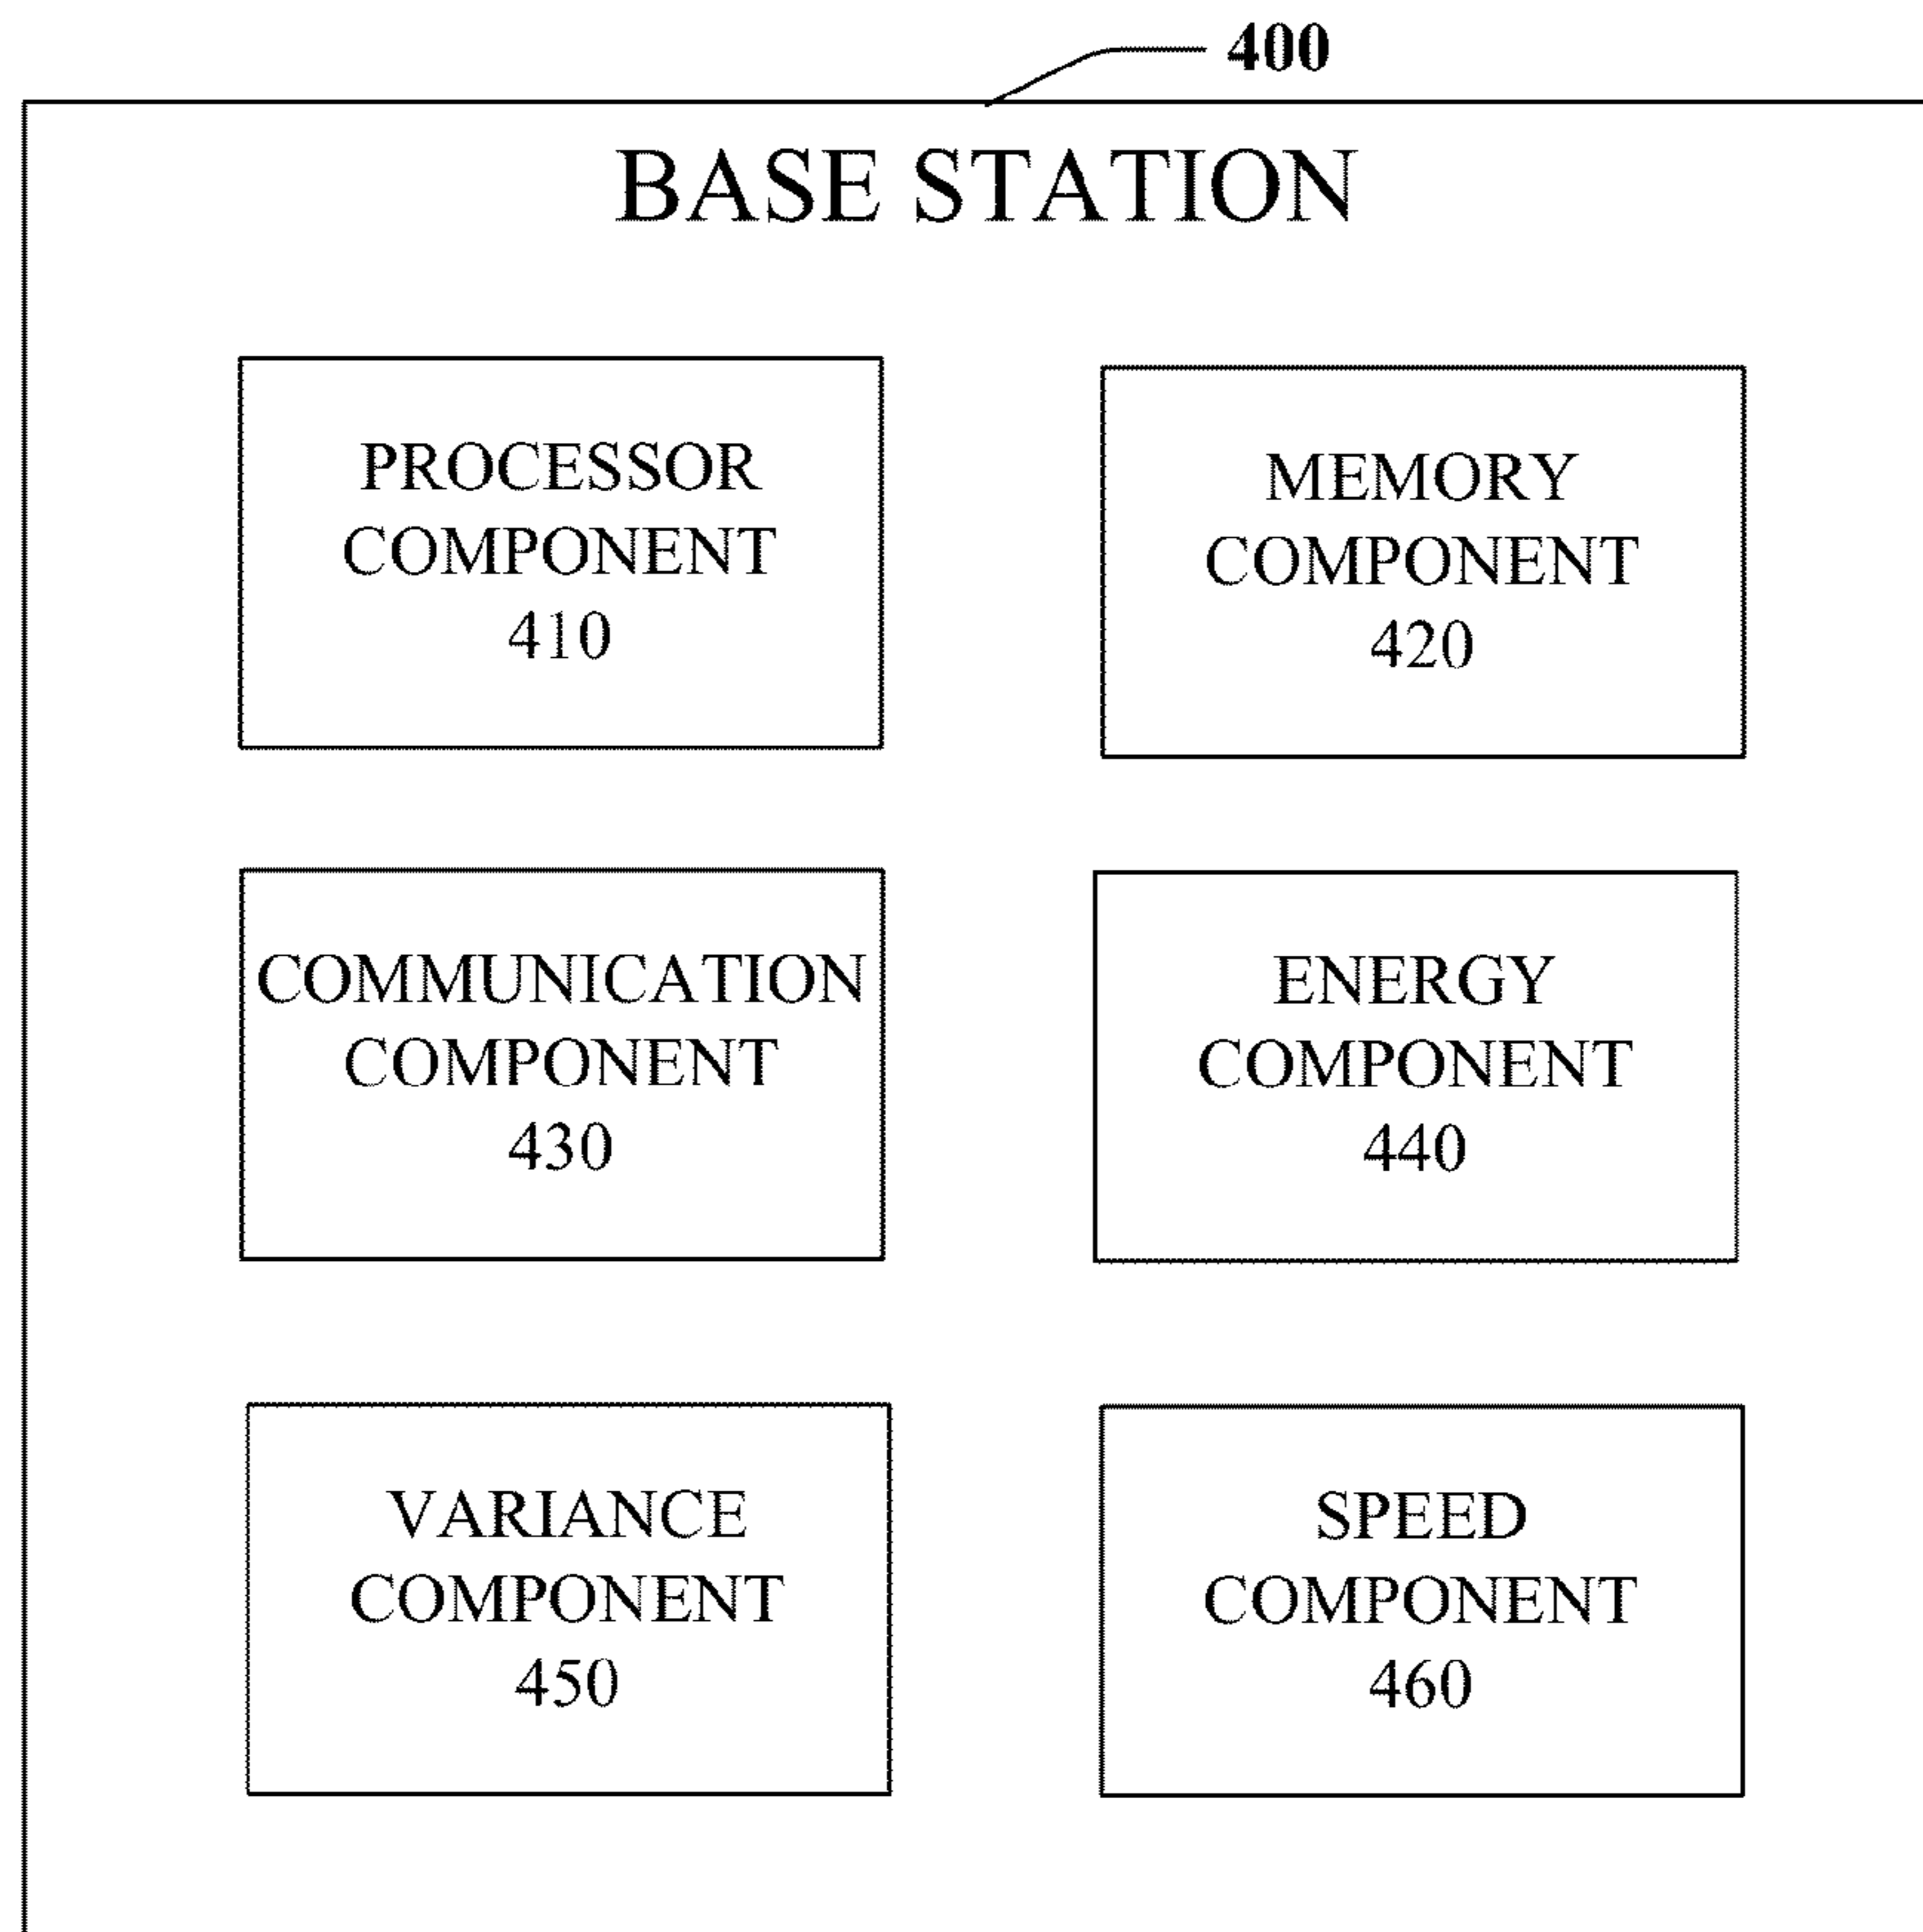 400
BASE STATION
PROCESSOR
COMPONENT
410
MEMORY
COMPONENT
420
COMMUNICATION
COMPONENT
430
ENERGY
COMPONENT
440
VARIANCE
COMPONENT
450
SPEED
COMPONENT
460